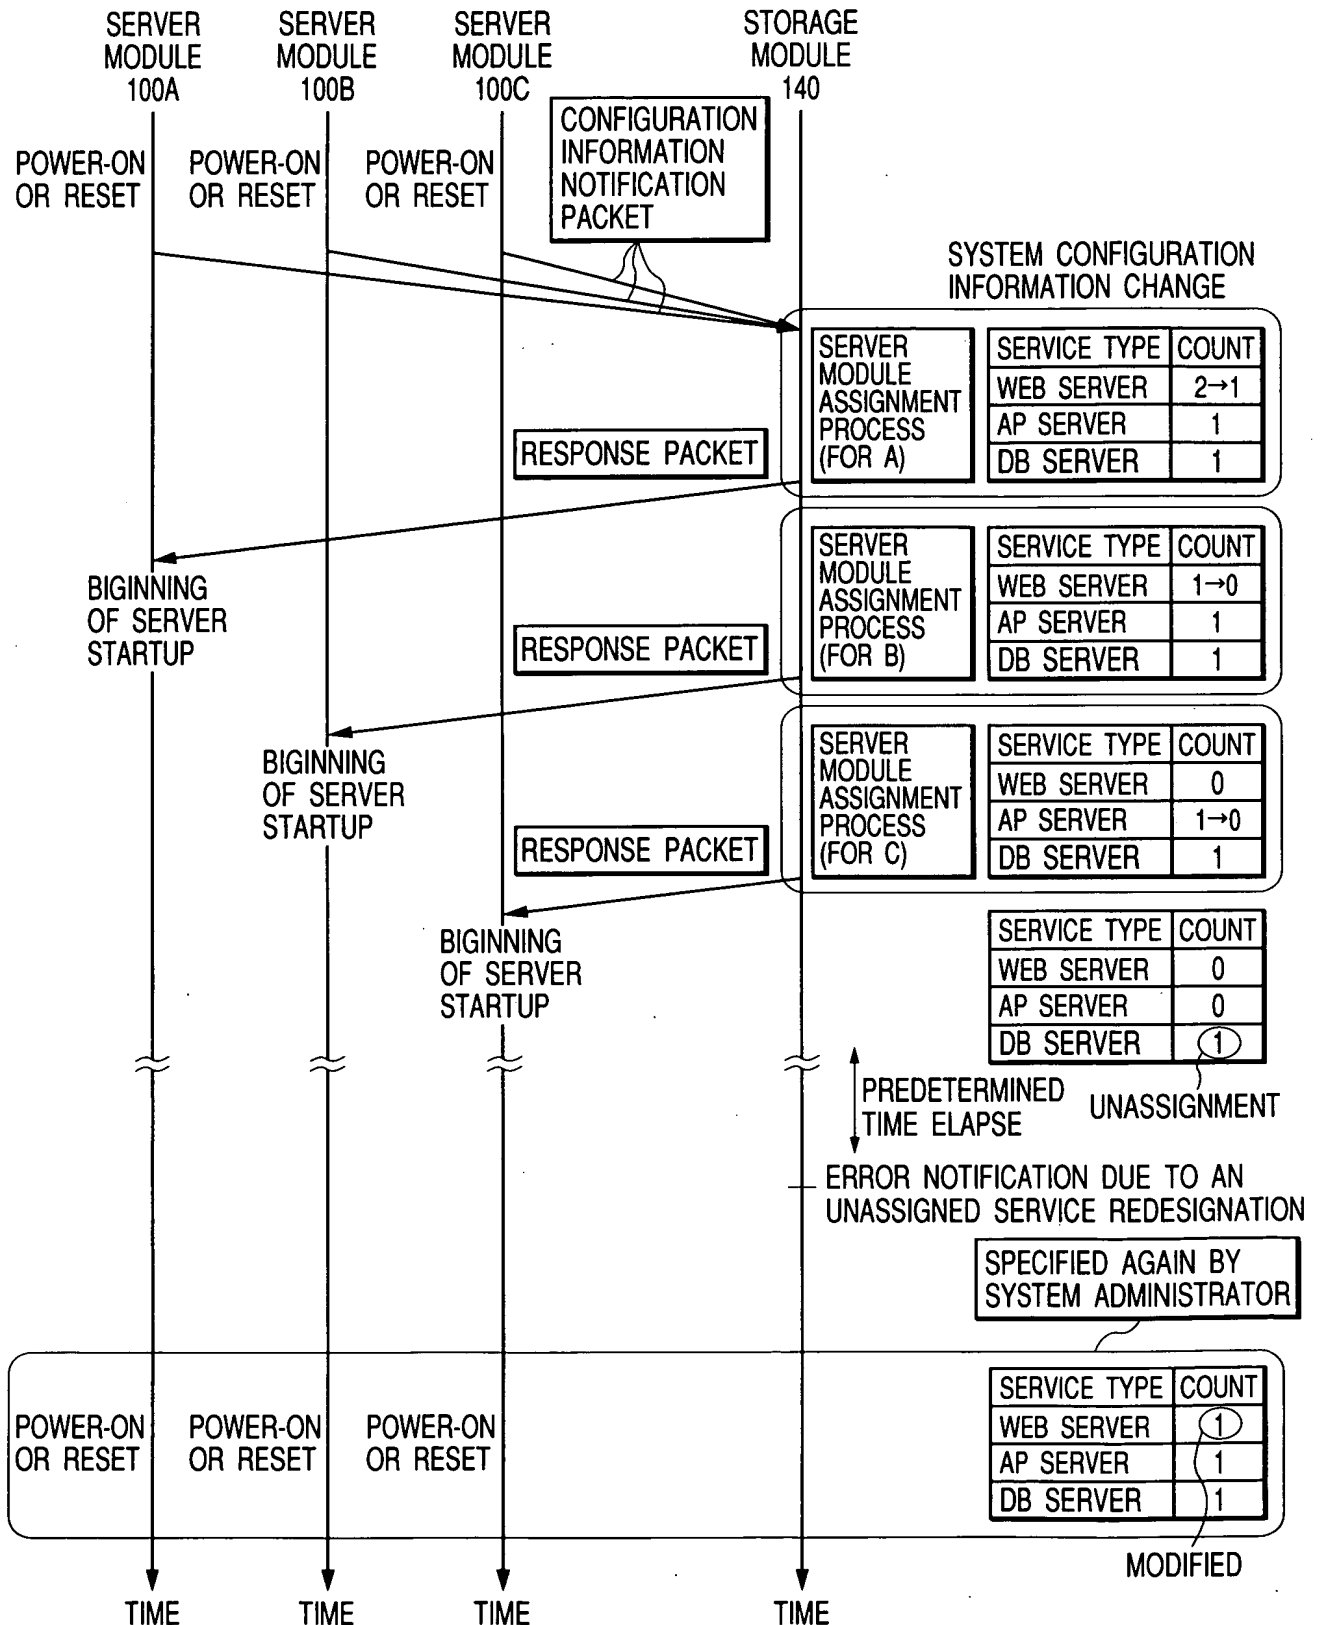 SERVER
MODULE
100A
SERVER
MODULE
100B
SERVER
MODULE
100C
STORAGE
MODULE
140
POWER-ON
OR RESET
POWER-ON
OR RESET
POWER-ON
OR RESET
CONFIGURATION
INFORMATION
NOTIFICATION
PACKET
SYSTEM CONFIGURATION
INFORMATION CHANGE
SERVER
MODULE
ASSIGNMENT
PROCESS
(FOR A)
SERVICE TYPE COUNT
WEB SERVER 2→1
AP SERVER 1
DB SERVER 1
RESPONSE PACKET
BIGINNING
OF SERVER
STARTUP
SERVER
MODULE
ASSIGNMENT
PROCESS
(FOR B)
SERVICE TYPE COUNT
WEB SERVER 1→0
AP SERVER 1
DB SERVER 1
RESPONSE PACKET
BIGINNING
OF SERVER
STARTUP
SERVER
MODULE
ASSIGNMENT
PROCESS
(FOR C)
SERVICE TYPE COUNT
WEB SERVER 0
AP SERVER 1→0
DB SERVER 1
RESPONSE PACKET
BIGINNING
OF SERVER
STARTUP
SERVICE TYPE COUNT
WEB SERVER 0
AP SERVER 0
DB SERVER 1
PREDETERMINED
TIME ELAPSE
UNASSIGNMENT
ERROR NOTIFICATION DUE TO AN
UNASSIGNED SERVICE REDESIGNATION
SPECIFIED AGAIN BY
SYSTEM ADMINISTRATOR
POWER-ON
OR RESET
POWER-ON
OR RESET
POWER-ON
OR RESET
SERVICE TYPE COUNT
WEB SERVER 1
AP SERVER 1
DB SERVER 1
MODIFIED
TIME
TIME
TIME
TIME